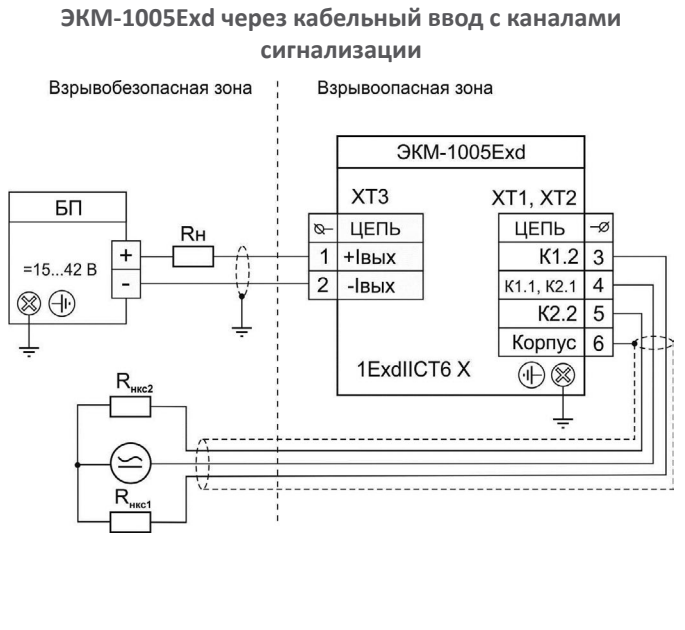 ЭКМ-1005Exd через кабельный ввод с каналами
сигнализации
Взрывобезопасная зона
Взрывоопасная зона
ЭКМ-1005Exd
XT3
XT1, XT2
БП
=15...42 В
+
-
Rн
ЦЕПЬ
1 +Iвых
2 -Iвых
ЦЕПЬ
К1.2 3
К1.1, К2.1 4
К2.2 5
Корпус 6
1ExdIICT6 X
Rнкс2
Rнкс1